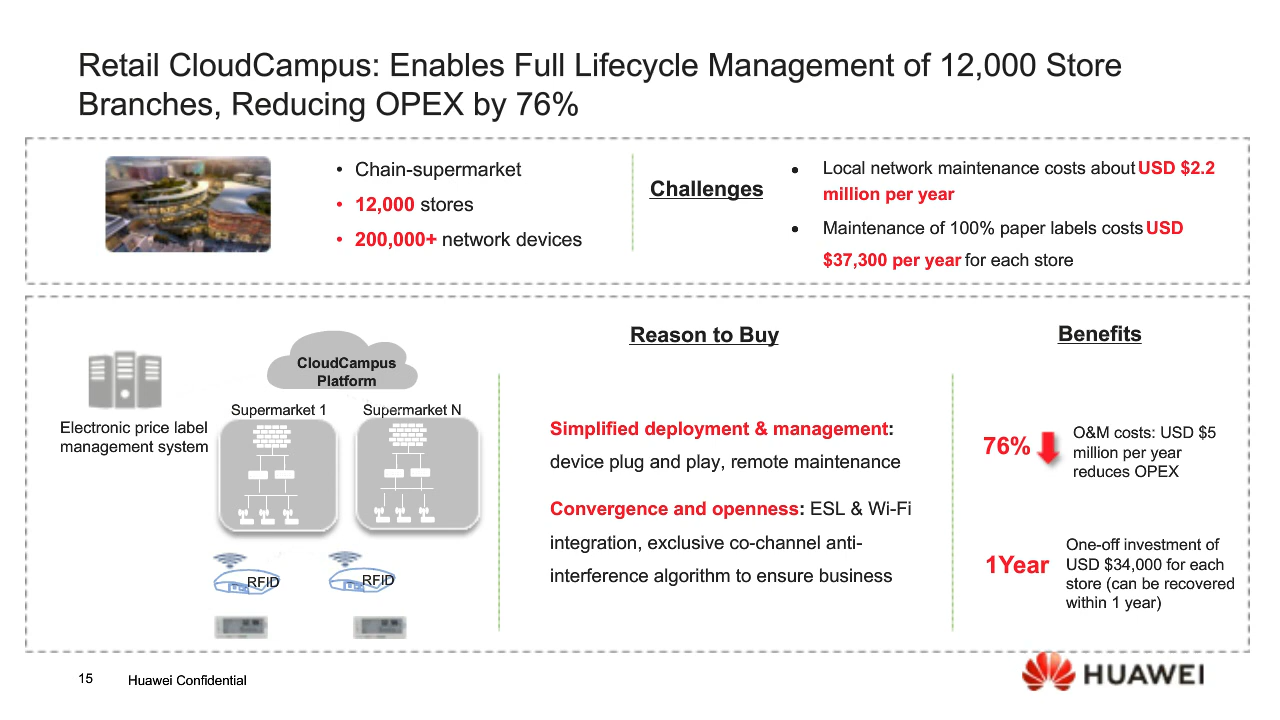 Retail CloudCampus: Enables Full Lifecycle Management of 12,000 Store
Branches, Reducing OPEX by 76%
• Chain-supermarket
• 12,000 stores
• 200,000+ network devices
Challenges
• Local network maintenance costs about USD $2.2
million per year
• Maintenance of 100% paper labels costs USD
$37,300 per year for each store
Electronic price label
management system
CloudCampus
Platform
Supermarket 1
Supermarket N
RFID
RFID
Reason to Buy
Simplified deployment & management:
device plug and play, remote maintenance
Convergence and openness: ESL & Wi-Fi
integration, exclusive co-channel anti-
interference algorithm to ensure business
Benefits
76%
O&M costs: USD $5
million per year
reduces OPEX
1Year
One-off investment of
USD $34,000 for each
store (can be recovered
within 1 year)
15
Huawei Confidential
HUAWEI